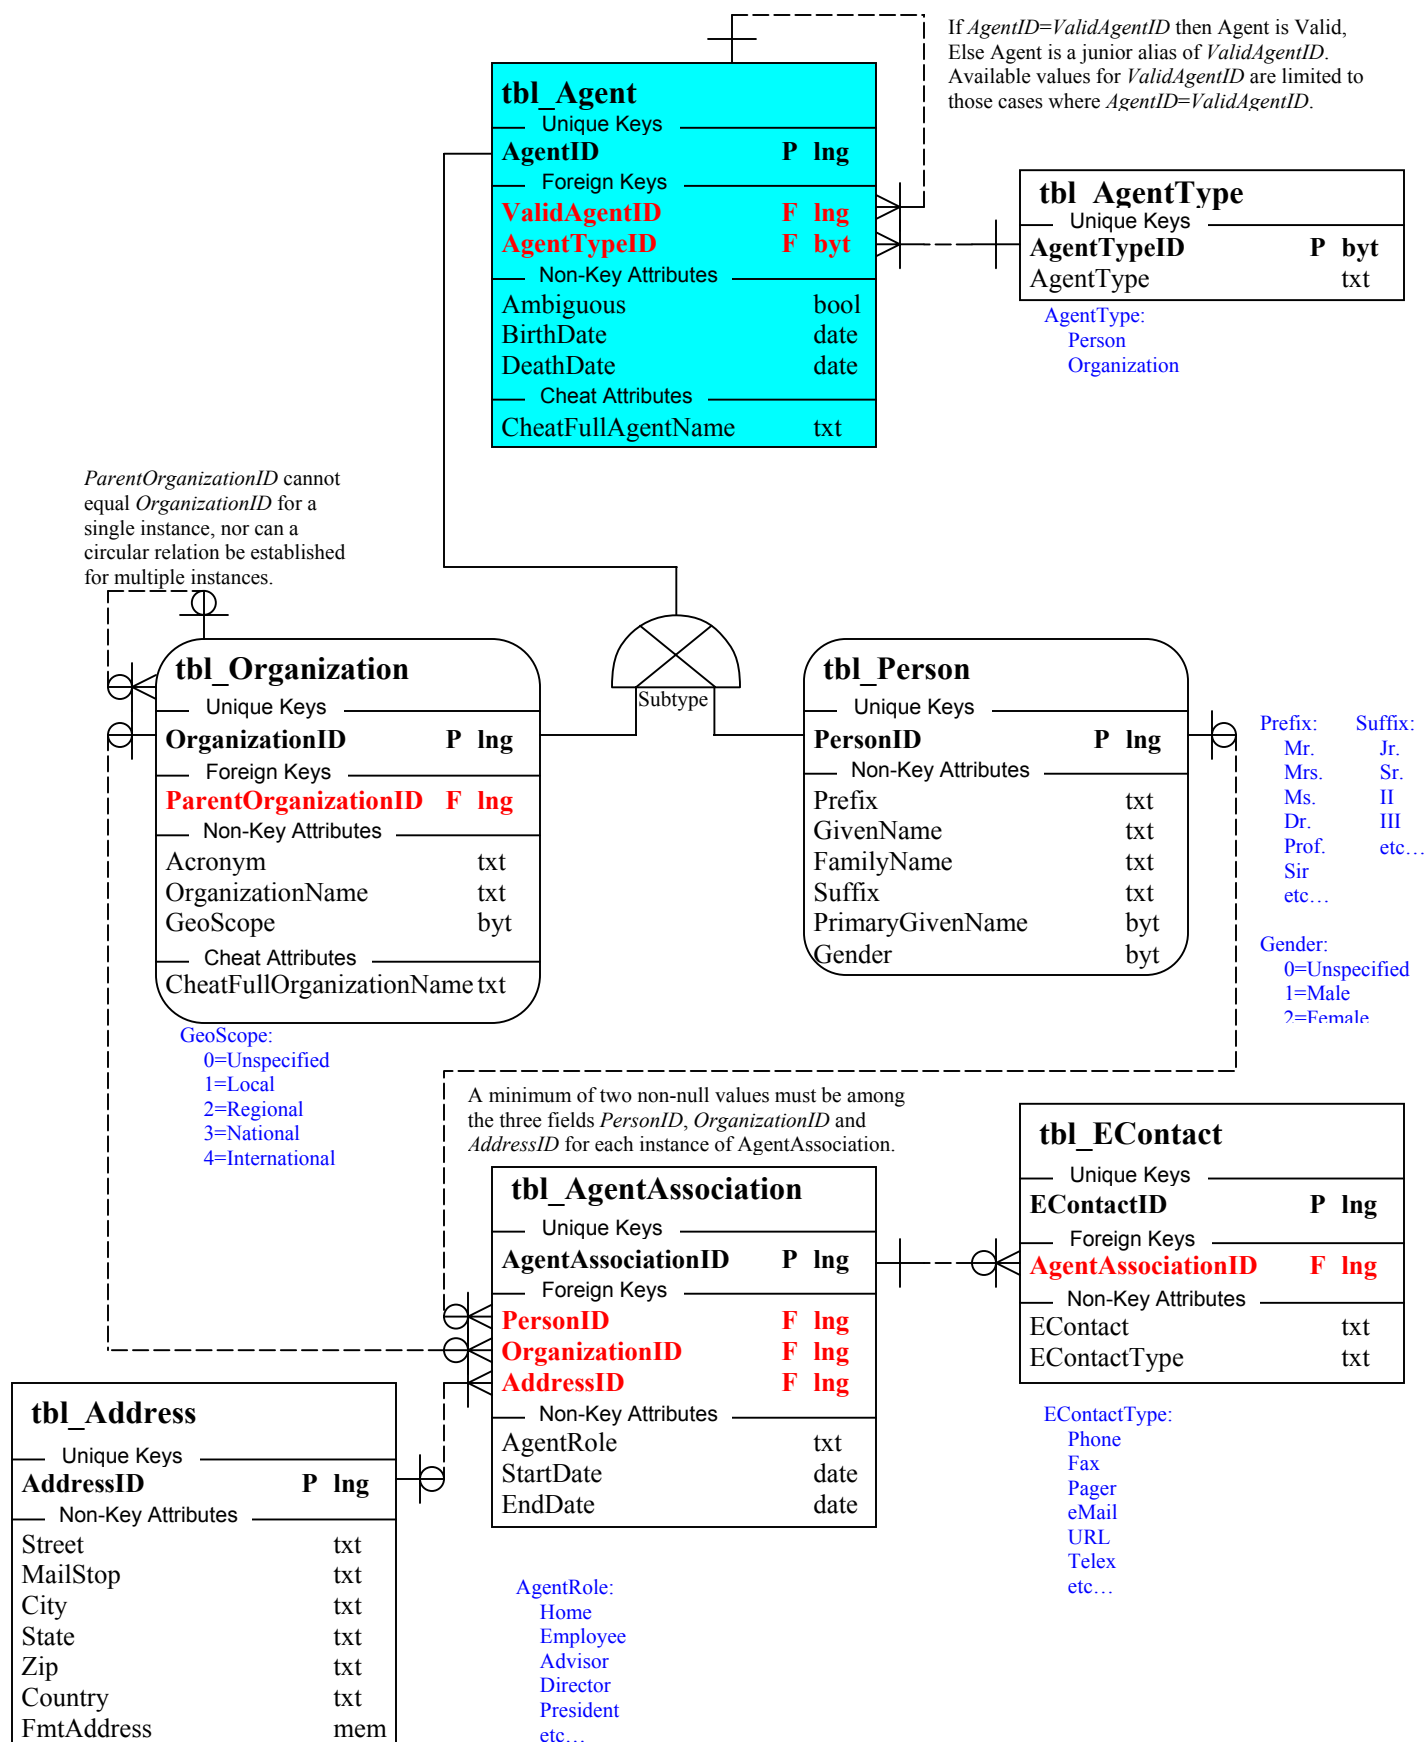 If AgentID=ValidAgentID then Agent is Valid,
Else Agent is a junior alias of ValidAgentID.
Available values for ValidAgentID are limited to
those cases where AgentID=ValidAgentID.
tbl_Agent
Unique Keys
AgentID P lng
Foreign Keys
ValidAgentID F lng
AgentTypeID F byt
Non-Key Attributes
Ambiguous bool
BirthDate date
DeathDate date
Cheat Attributes
CheatFullAgentName txt
tbl_AgentType
Unique Keys
AgentTypeID P byt
AgentType txt
AgentType:
Person
Organization
ParentOrganizationID cannot
equal OrganizationID for a
single instance, nor can a
circular relation be established
for multiple instances.
Subtype
tbl_Organization
Unique Keys
OrganizationID P lng
Foreign Keys
ParentOrganizationID F lng
Non-Key Attributes
Acronym txt
OrganizationName txt
GeoScope byt
Cheat Attributes
CheatFullOrganizationName txt
GeoScope:
0=Unspecified
1=Local
2=Regional
3=National
4=International
tbl_Person
Unique Keys
PersonID P lng
Non-Key Attributes
Prefix txt
GivenName txt
FamilyName txt
Suffix txt
PrimaryGivenName byt
Gender byt
Prefix:
Mr.
Mrs.
Ms.
Dr.
Prof.
Sir
etc…
Suffix:
Jr.
Sr.
II
III
etc…
Gender:
0=Unspecified
1=Male
2=Female
A minimum of two non-null values must be among
the three fields PersonID, OrganizationID and
AddressID for each instance of AgentAssociation.
tbl_AgentAssociation
Unique Keys
AgentAssociationID P lng
Foreign Keys
PersonID F lng
OrganizationID F lng
AddressID F lng
Non-Key Attributes
AgentRole txt
StartDate date
EndDate date
AgentRole:
Home
Employee
Advisor
Director
President
etc…
tbl_EContact
Unique Keys
EContactID P lng
Foreign Keys
AgentAssociationID F lng
Non-Key Attributes
EContact txt
EContactType txt
EContactType:
Phone
Fax
Pager
eMail
URL
Telex
etc…
tbl_Address
Unique Keys
AddressID P lng
Non-Key Attributes
Street txt
MailStop txt
City txt
State txt
Zip txt
Country txt
FmtAddress mem